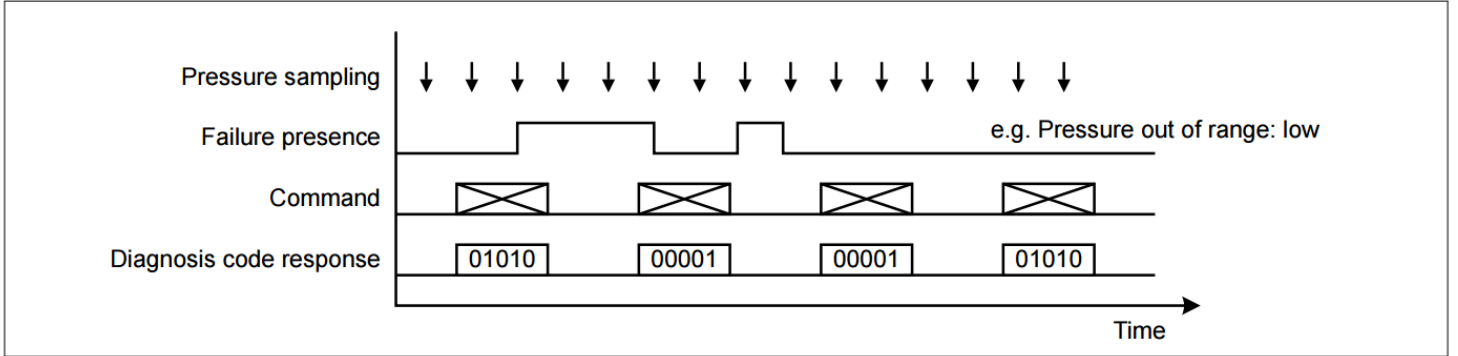 Pressure sampling
Failure presence
e.g. Pressure out of range: low
Command
Diagnosis code response
01010
00001
00001
01010
Time